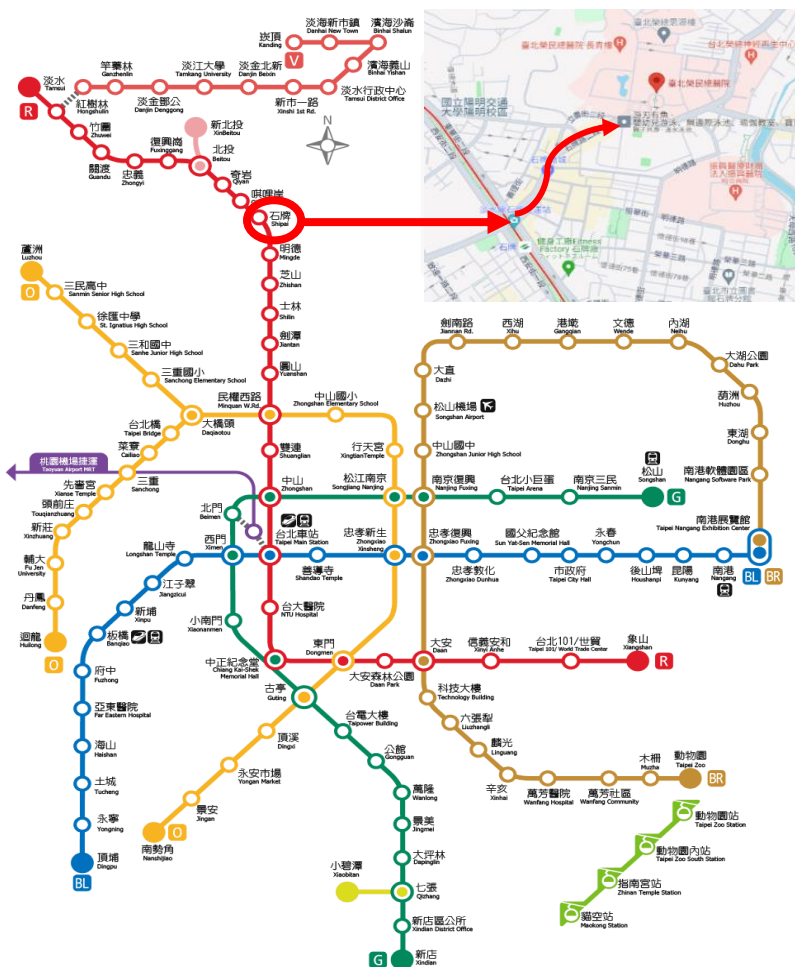 崁頂
Kanding
淡海新市鎮
Danhai New Town
濱海沙崙
Binhai Shalun
V
濱海義山
Binhai Yishan
淡水
Tamsui
R
竿蓁林
Ganzhenlin
淡江大學
Tamkang University
淡金北新
Danjin Beixin
淡水行政中心
Tamsui District Office
紅樹林
Hongshulin
淡金鄧公
Danjin Denggong
新市一路
Xinshi 1st Rd.
竹圍
Zhuwei
新北投
XinBeitou
關渡
Guandu
忠義
Zhongyi
復興崗
Fuxinggang
北投
Beitou
奇岩
Qiyan
唭哩岸
石牌
Shipai
明德
Mingde
芝山
Zhishan
士林
Shilin
劍潭
Jiantan
圓山
Yuanshan
民權西路
Minquan W.Rd.
雙連
Shuanglian
中山
Zhongshan
台北車站
Taipei Main Station
台大醫院
NTU Hospital
中正紀念堂
Chiang Kai-Shek
Memorial Hall
東門
Dongmen
大安森林公園
Daan Park
大安
Daan
信義安和
Xinyi Anhe
台北101/世貿
Taipei 101/ World Trade Center
象山
Xiangshan
R
蘆洲
Luzhou
O
三民高中
Sanmin Senior High School
徐匯中學
St. Ignatius High School
三和國中
Sanhe Junior High School
三重國小
Sanchong Elementary School
大橋頭
Daqiaotou
台北橋
Taipei Bridge
菜寮
Cailiao
三重
Sanchong
先嗇宮
Xianse Temple
頭前庄
Touqianzhuang
新莊
Xinzhuang
輔大
Fu Jen
University
丹鳳
Danfeng
迴龍
Huilong
O
桃園機場捷運
Taoyuan Airport MRT
中山國小
Zhongshan Elementary School
行天宮
XingtianTemple
松江南京
Songjiang Nanjing
忠孝新生
Zhongxiao
Xinsheng
古亭
Guting
頂溪
Dingxi
永安市場
Yongan Market
景安
Jingan
南勢角
Nanshijiao
O
北門
Beimen
西門
Ximen
小南門
Xiaonanmen
台電大樓
Taipower Building
公館
Gongguan
萬隆
Wanlong
景美
Jingmei
大坪林
Dapinglin
小碧潭
Xiaobitan
七張
Qizhang
新店區公所
Xindian District Office
G
新店
Xindian
南京復興
Nanjing Fuxing
台北小巨蛋
Taipei Arena
南京三民
Nanjing Sanmin
松山
Songshan
G
龍山寺
Longshan Temple
江子翠
Jiangzicui
新埔
Xinpu
板橋
Banqiao
府中
Fuzhong
亞東醫院
Far Eastern Hospital
海山
Haishan
土城
Tucheng
永寧
Yongning
頂埔
Dingpu
BL
善導寺
Shandao Temple
忠孝復興
Zhongxiao Fuxing
忠孝敦化
Zhongxiao Dunhua
國父紀念館
Sun Yat-Sen Memorial Hall
市政府
Taipei City Hall
永春
Yongchun
後山埤
Houshanpi
昆陽
Kunyang
南港
Nangang
南港展覽館
Taipei Nangang Exhibition Center
BL
BR
南港軟體園區
Nangang Software Park
東湖
Donghu
葫洲
Huzhou
大湖公園
Dahu Park
內湖
Neihu
文德
Wende
港墘
Gangqian
西湖
Xihu
劍南路
Jiannan Rd.
大直
Dazhi
松山機場
Songshan Airport
中山國中
Zhongshan Junior High School
科技大樓
Technology Building
六張犁
Liuzhangli
麟光
Linguang
辛亥
Xinhai
萬芳醫院
Wanfang Hospital
萬芳社區
Wanfang Community
木柵
Muzha
動物園
Taipei Zoo
BR
動物園站
Taipei Zoo Station
動物園內站
Taipei Zoo South Station
指南宮站
Zhinan Temple Station
貓空站
Maokong Station
臺北榮民總醫院
國立陽明交通
大學陽明校區
振興醫療財團
法人振興醫院
石牌
健身工廠Fitness
Factory 石牌廠